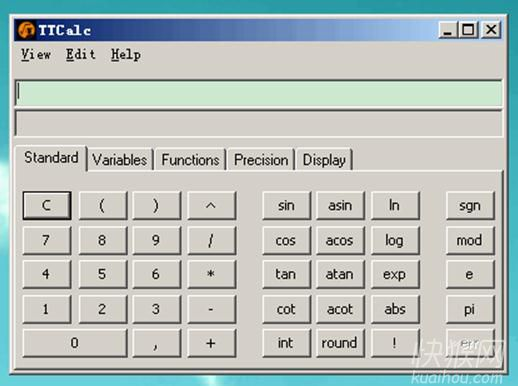 TTCalc
View Edit Help
Standard Variables Functions Precision Display
C ( ) ^ sin asin ln sgn
7 8 9 / cos acos log mod
4 5 6 * tan atan exp e
1 2 3 - cot acot abs pi
0 , + int round ! err
快猴网
kuaihou.com